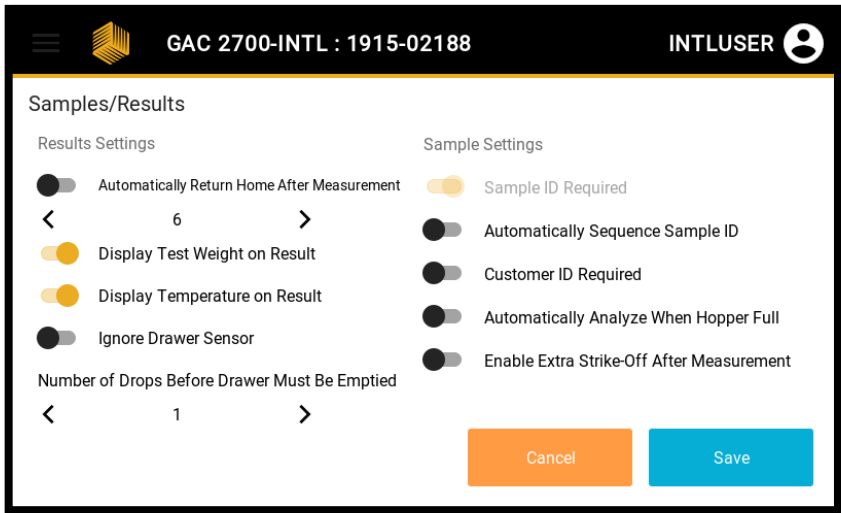 GAC 2700-INTL : 1915-02188
INTLUSER
Samples/Results
Results Settings
Automatically Return Home After Measurement
6
Display Test Weight on Result
Display Temperature on Result
Ignore Drawer Sensor
Number of Drops Before Drawer Must Be Emptied
1
Sample Settings
Sample ID Required
Automatically Sequence Sample ID
Customer ID Required
Automatically Analyze When Hopper Full
Enable Extra Strike-Off After Measurement
Cancel
Save